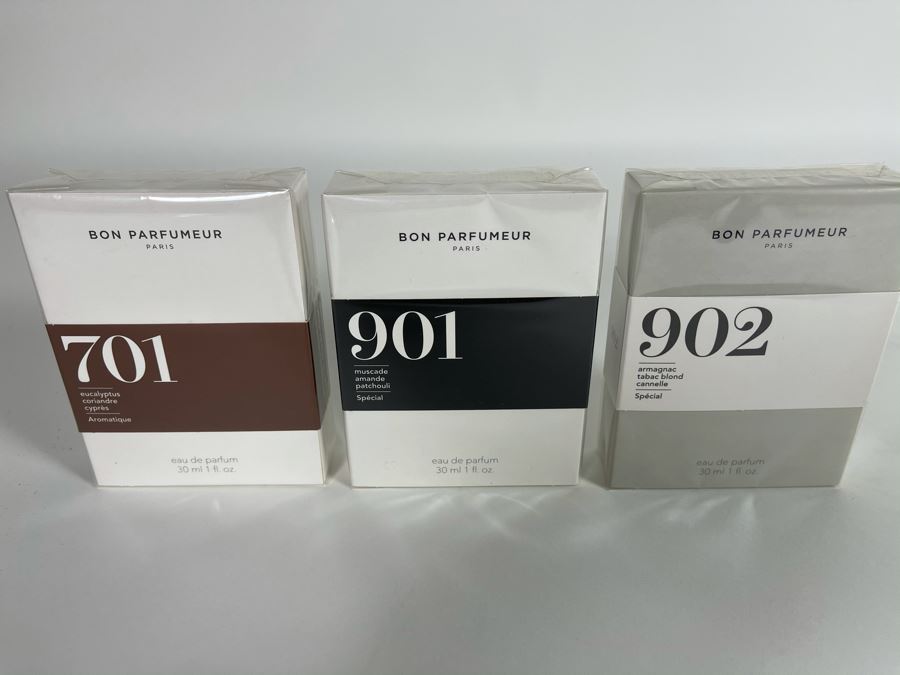 BON PARFUMEUR
PARIS
701
eucalyptus
coriandre
cyprès
Aromatique
eau de parfum
30 ml 1 fl. oz.
BON PARFUMEUR
PARIS
901
muscade
amande
patchouli
Spécial
eau de parfum
30 ml 1 fl. oz.
BON PARFUMEUR
PARIS
902
armagnac
tabac blond
cannelle
Spécial
eau de parfum
30 ml 1 fl. oz.